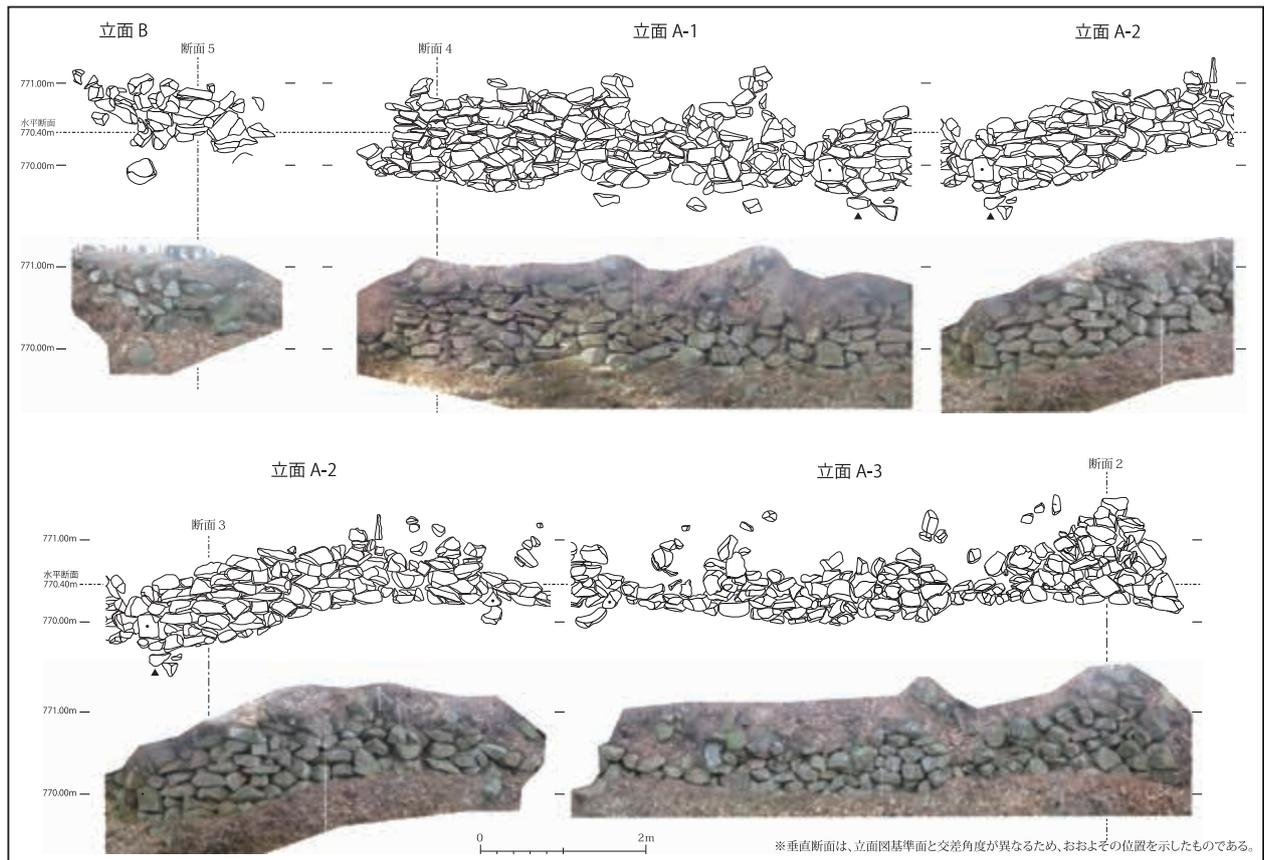 立面 B
立面 A-1
立面 A-2
断面 5
断面 4
771.00m
水平断面
770.40m
770.00m
771.00m
770.00m
立面 A-2
立面 A-3
断面 3
断面 2
771.00m
水平断面
770.40m
770.00m
771.00m
770.00m
0
2m
※垂直断面は、立面図基準面と交差角度が異なるため、おおよその位置を示したものである。